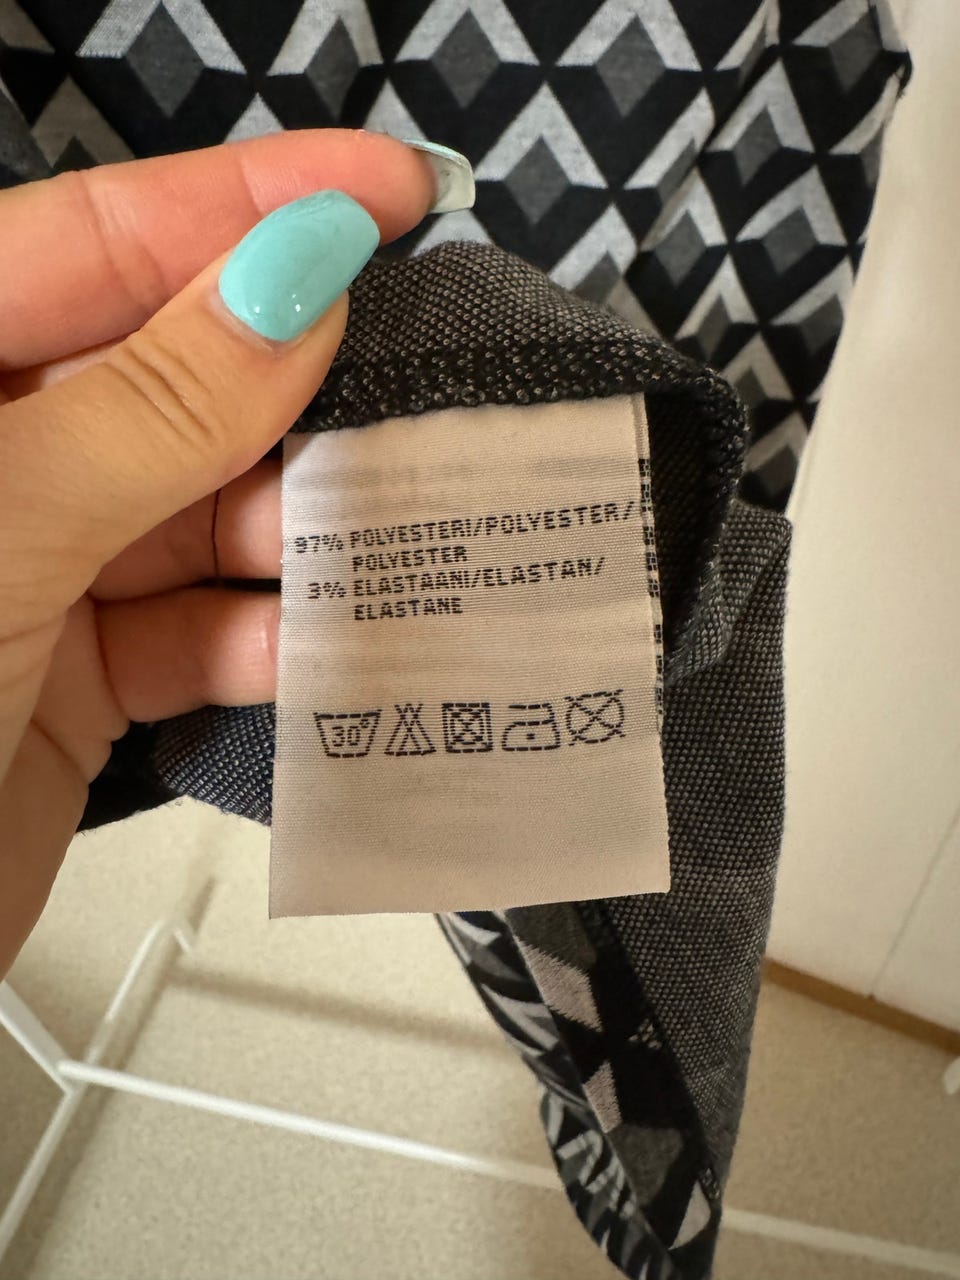 97% POLYESTERI/POLYESTER/
POLYESTER
3% ELASTAANI/ELASTAN/
ELASTANE
30°